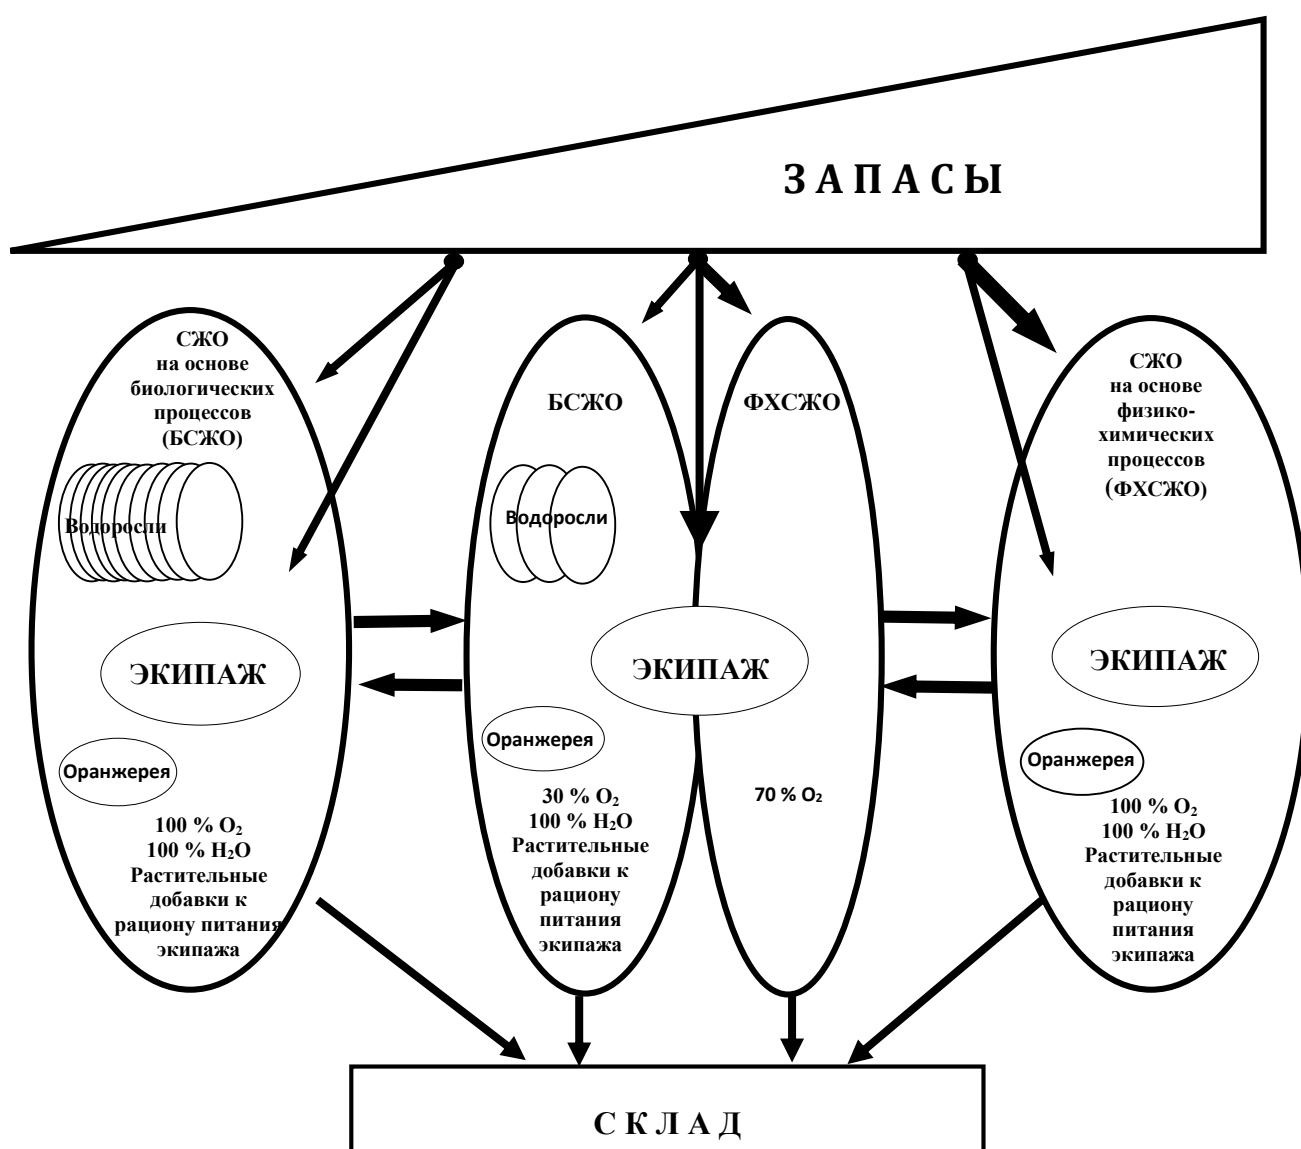 З А П А С Ы
СЖО
на основе
биологических
процессов
(БСЖО)
Водоросли
ЭКИПАЖ
Оранжерея
100 % O₂
100 % H₂O
Растительные
добавки к
рациону питания
экипажа
БСЖО
ФХСЖО
Водоросли
ЭКИПАЖ
Оранжерея
30 % O₂
100 % H₂O
Растительные
добавки к
рациону
питания
экипажа
70 % O₂
СЖО
на основе
физико-
химических
процессов
(ФХСЖО)
ЭКИПАЖ
Оранжерея
100 % O₂
100 % H₂O
Растительные
добавки к
рациону
питания
экипажа
С К Л А Д